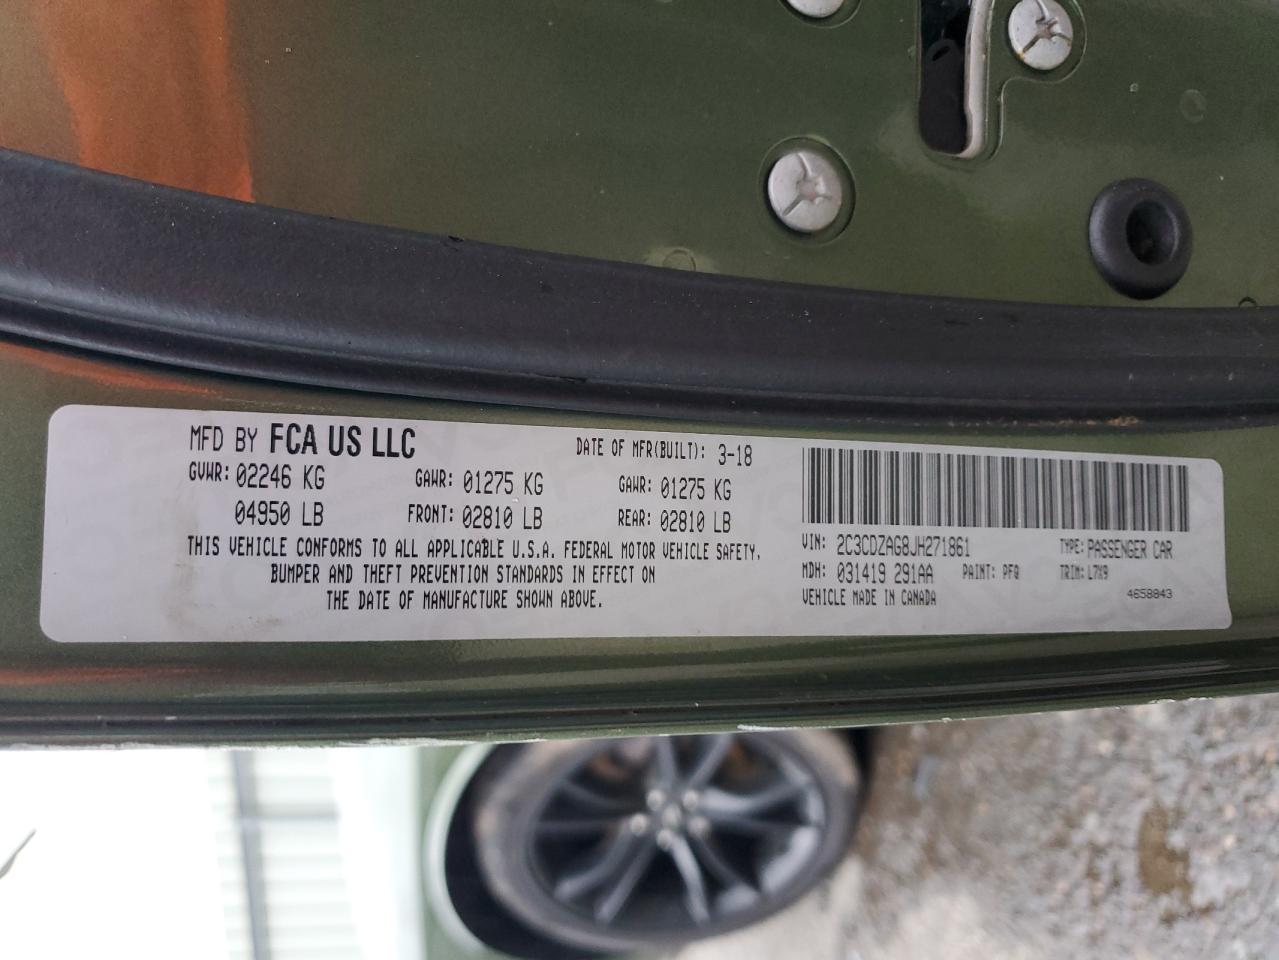 MFD BY FCA US LLC DATE OF MFR(BUILT): 3-18
GVWR: 02246 KG GAWR: 01275 KG GAWR: 01275 KG
04950 LB FRONT: 02810 LB REAR: 02810 LB
THIS VEHICLE CONFORMS TO ALL APPLICABLE U.S.A. FEDERAL MOTOR VEHICLE SAFETY,
BUMPER AND THEFT PREVENTION STANDARDS IN EFFECT ON
THE DATE OF MANUFACTURE SHOWN ABOVE.
VIN: 2C3CDZAG8JH271861 TYPE: PASSENGER CAR
MDH: 031419 291AA PAINT: PFQ TRIM: L7X9
VEHICLE MADE IN CANADA 4658843